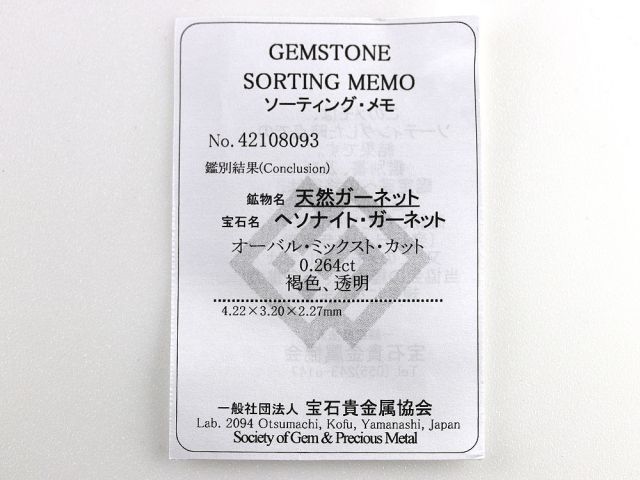 GEMSTONE
SORTING MEMO
ソーティング・メモ
No. 42108093
鑑別結果(Conclusion)
鉱物名 天然ガーネット
宝石名 ヘソナイト・ガーネット
オーバル・ミックスト・カット
0.264ct
褐色、透明
4.22×3.20×2.27mm
一般社団法人 宝石貴金属協会
Lab. 2094 Otsumachi, Kofu, Yamanashi, Japan
Society of Gem & Precious Metal